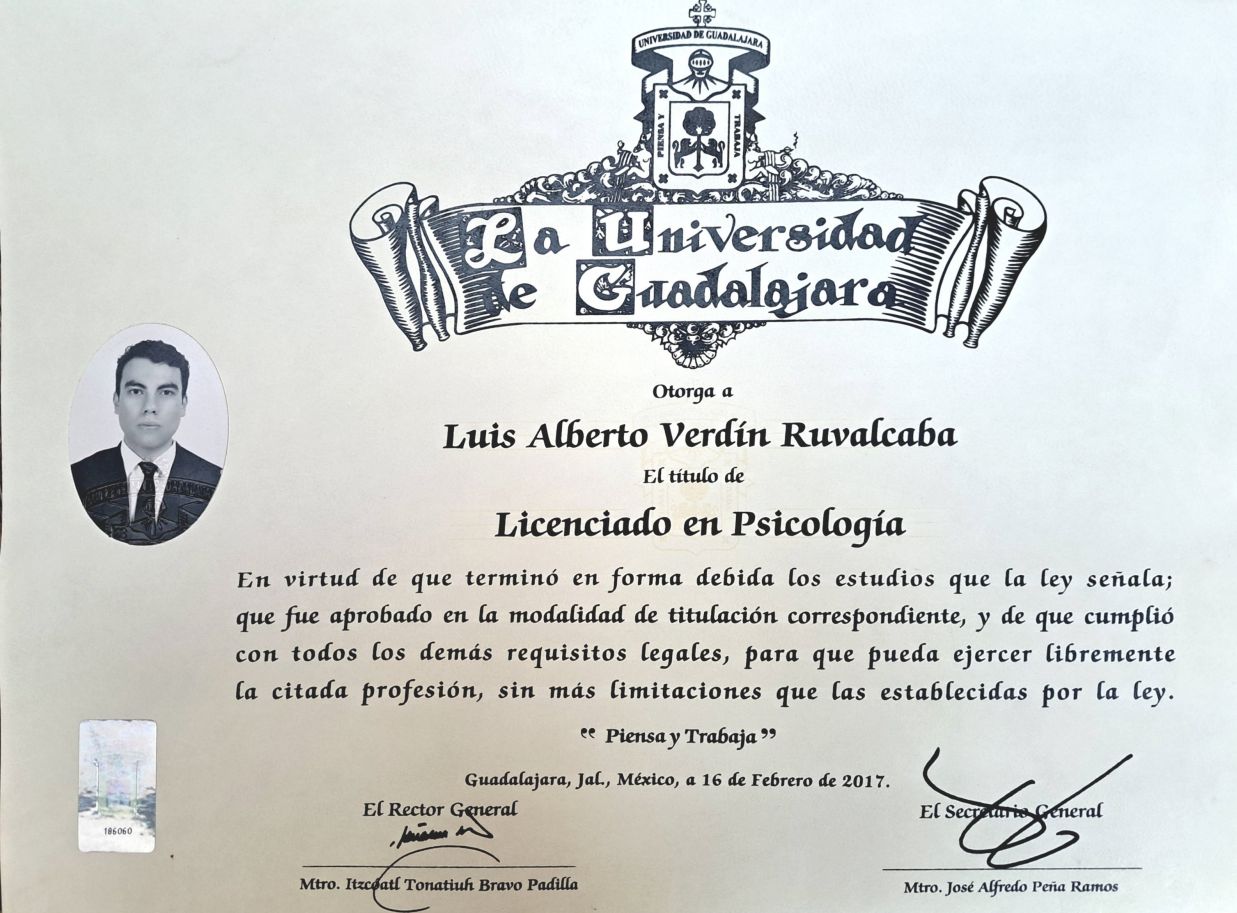 UNIVERSIDAD DE GUADALAJARA
PIENSA Y
TRABAJA
La Universidad
de Guadalajara
Otorga a
Luis Alberto Verdín Ruvalcaba
El título de
Licenciado en Psicología
En virtud de que terminó en forma debida los estudios que la ley señala;
que fue aprobado en la modalidad de titulación correspondiente, y de que cumplió
con todos los demás requisitos legales, para que pueda ejercer libremente
la citada profesión, sin más limitaciones que las establecidas por la ley.
“ Piensa y Trabaja ”
Guadalajara, Jal., México, a 16 de Febrero de 2017.
El Rector General
El Secretario General
186060
Mtro. Itzcóatl Tonatiuh Bravo Padilla
Mtro. José Alfredo Peña Ramos